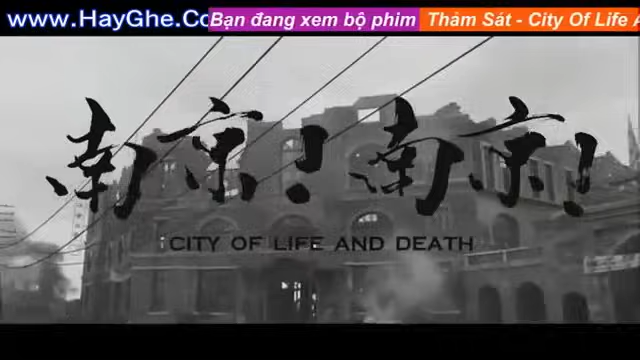 www.HayGhe.Co Bạn đang xem bộ phim Thảm Sát - City Of Life A
南京!南京!
CITY OF LIFE AND DEATH